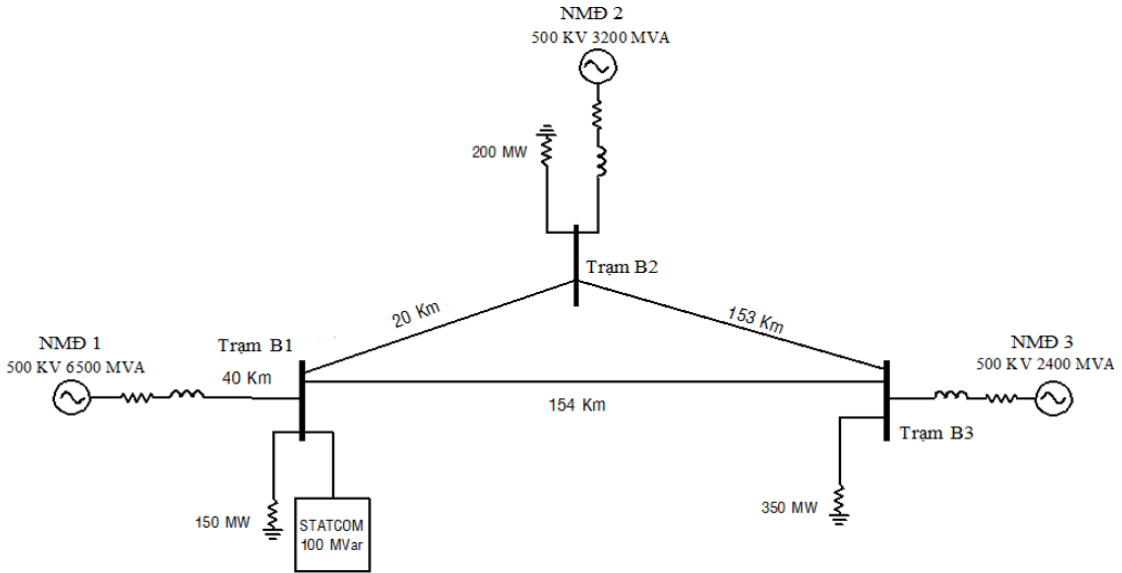 NMĐ 2
500 KV 3200 MVA
200 MW
Trạm B2
20 Km
153 Km
NMĐ 1
500 KV 6500 MVA
Trạm B1
40 Km
154 Km
NMĐ 3
500 KV 2400 MVA
Trạm B3
150 MW
STATCOM
100 MVar
350 MW